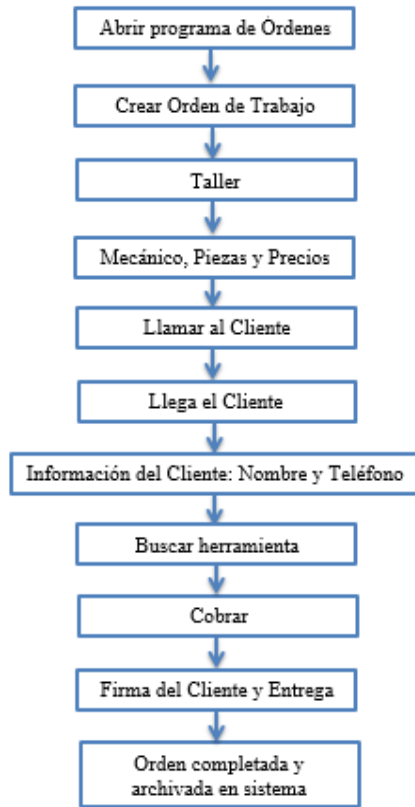 Abrir programa de Órdenes
Crear Orden de Trabajo
Taller
Mecánico, Piezas y Precios
Llamar al Cliente
Llega el Cliente
Información del Cliente: Nombre y Teléfono
Buscar herramienta
Cobrar
Firma del Cliente y Entrega
Orden completada y
archivada en sistema